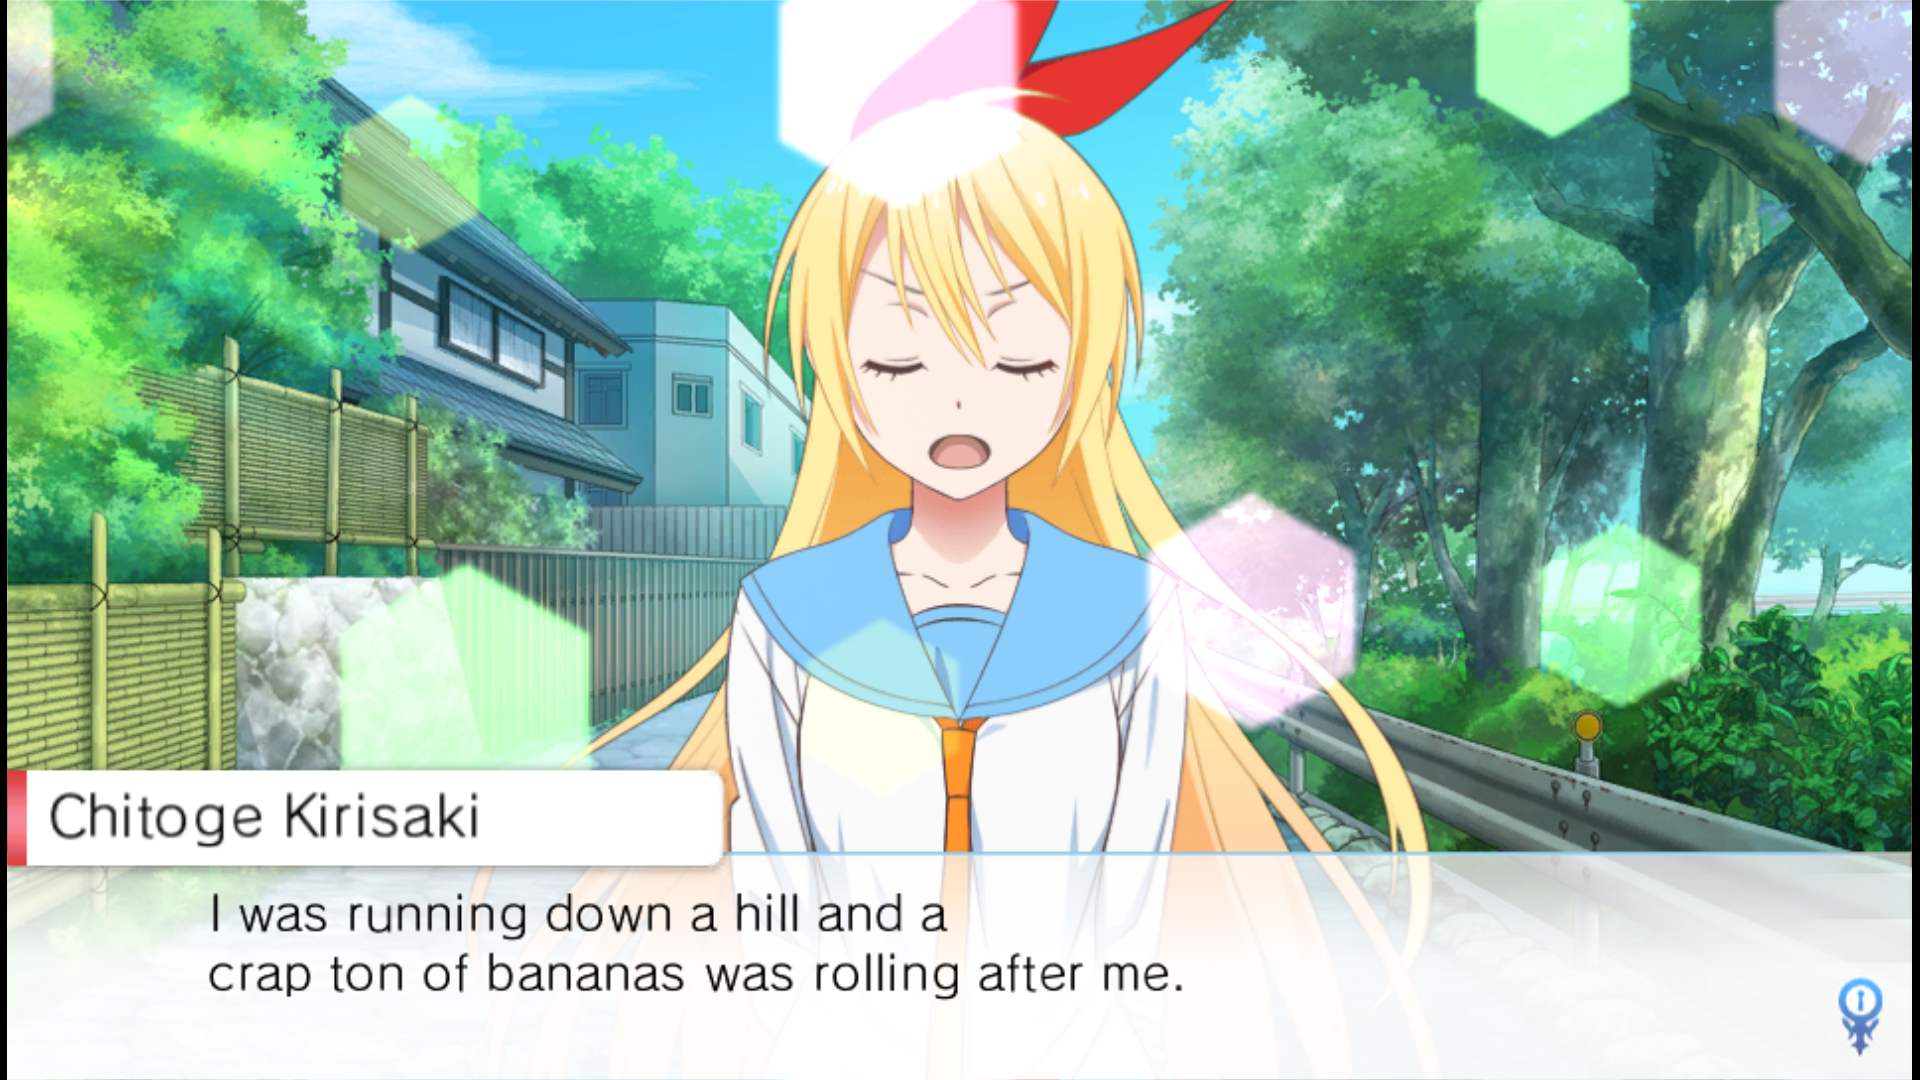 Chitoge Kirisaki
I was running down a hill and a
crap ton of bananas was rolling after me.